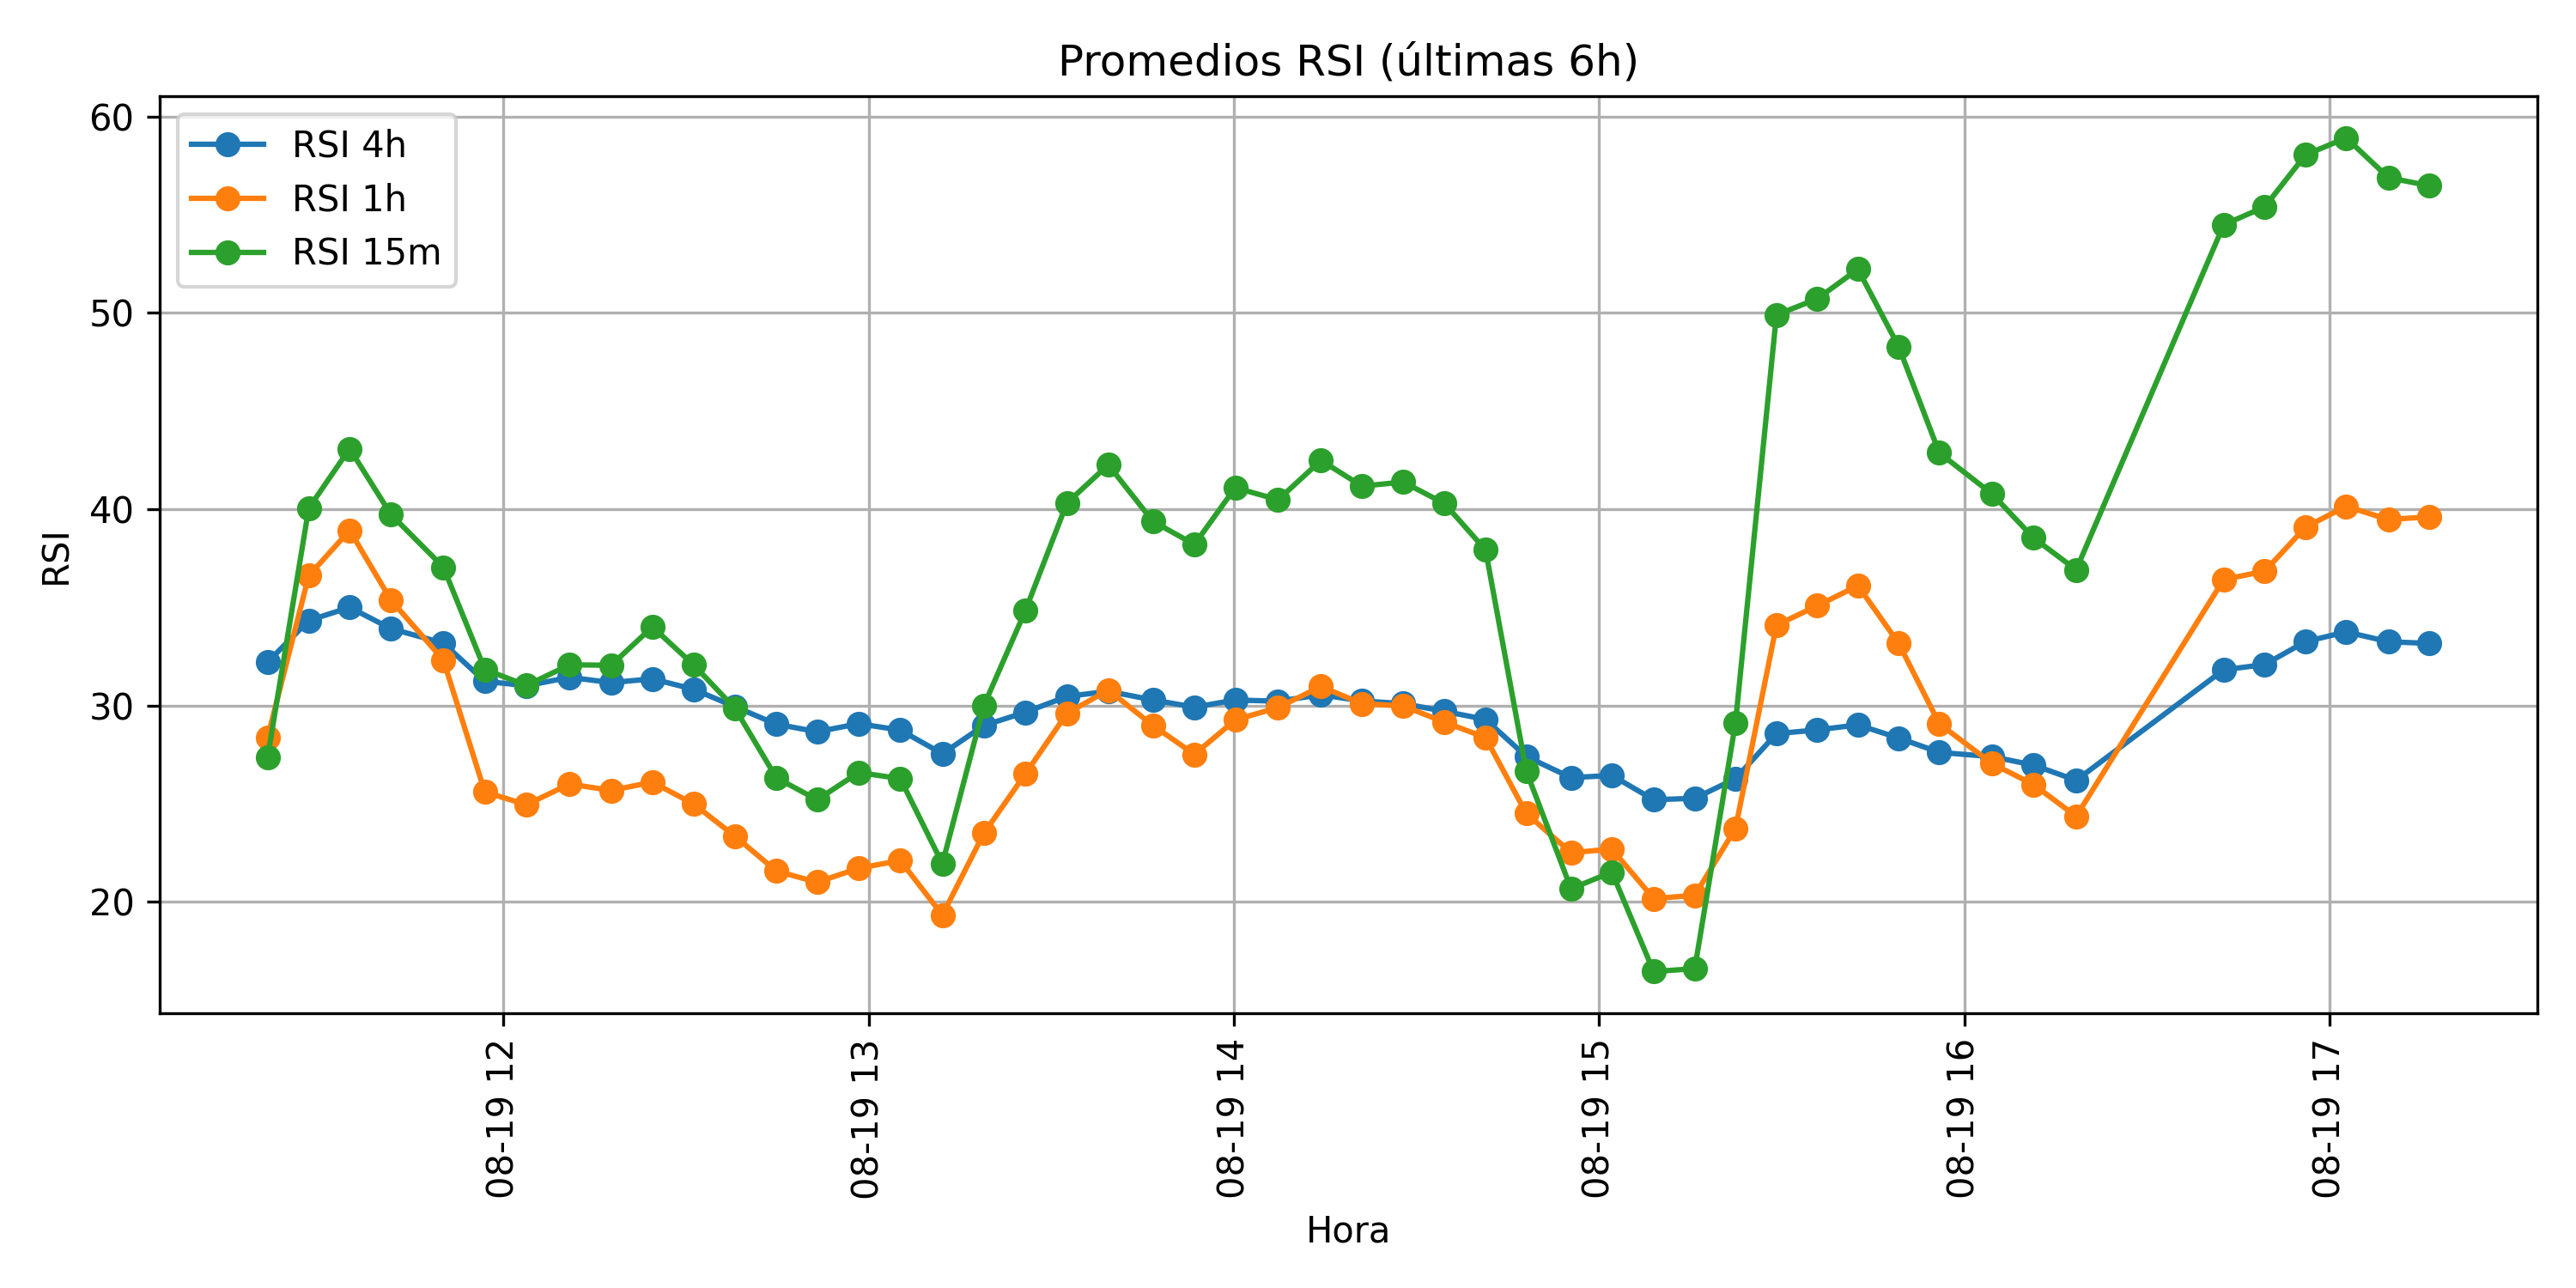 Promedios RSI (últimas 6h)
RSI 4h
RSI 1h
RSI 15m
60
50
40
30
20
RSI
08-19 12
08-19 13
08-19 14
08-19 15
08-19 16
08-19 17
Hora